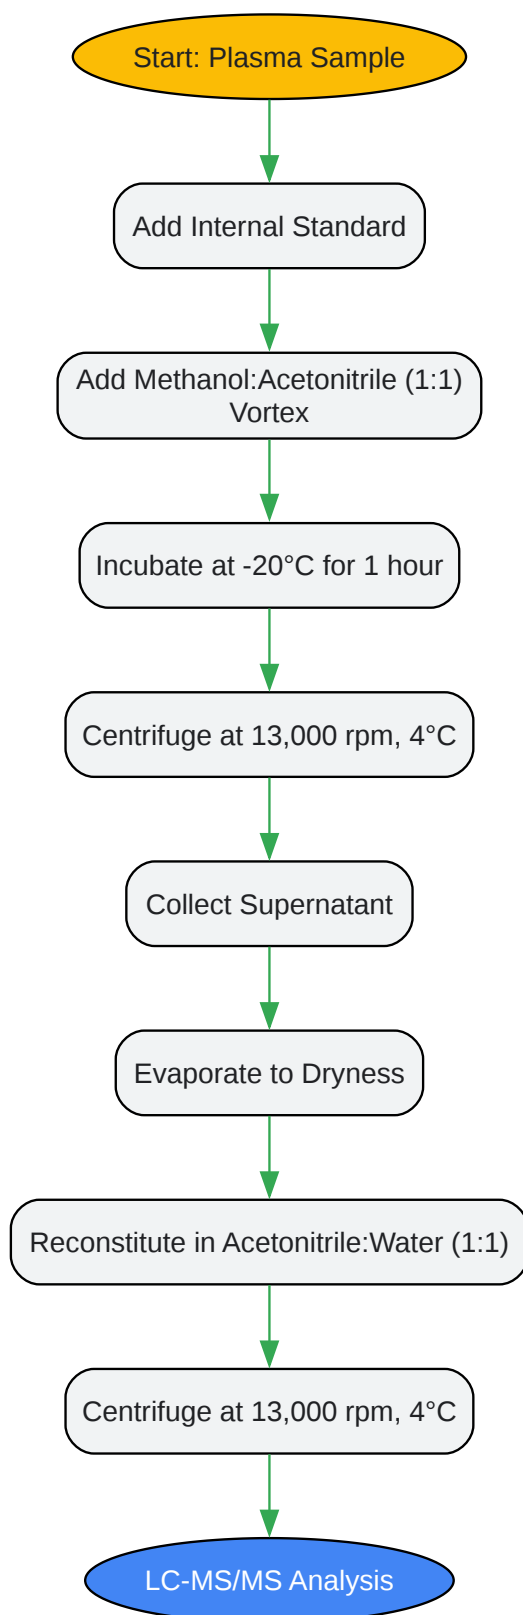 Start: Plasma Sample
Add Internal Standard
Add Methanol:Acetonitrile (1:1)
Vortex
Incubate at -20°C for 1 hour
Centrifuge at 13,000 rpm, 4°C
Collect Supernatant
Evaporate to Dryness
Reconstitute in Acetonitrile:Water (1:1)
Centrifuge at 13,000 rpm, 4°C
LC-MS/MS Analysis